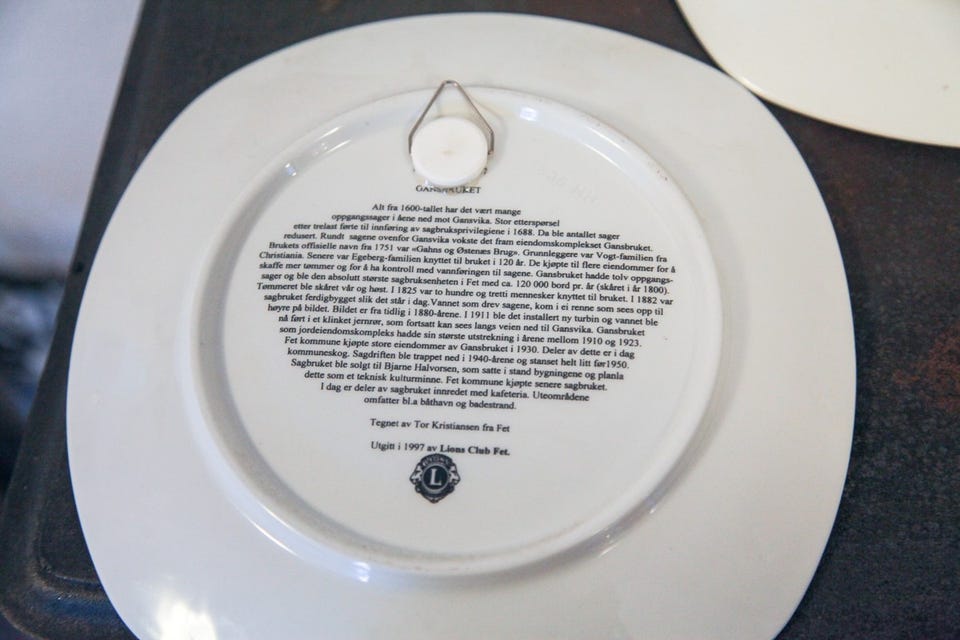 GANSBRUKET
Alt fra 1600-tallet har det vært mange
oppgangssager i åene ned mot Gansvika. Stor etterspørsel
etter trelast førte til innføring av sagbruksprivilegiene i 1688. Da ble antallet sager
redusert. Rundt sagene ovenfor Gansvika vokste det fram eiendomskomplekset Gansbruket.
Brukets offisielle navn fra 1751 var «Gahns og Østenæs Brug». Grunnleggere var Vogt-familien fra
Christiania. Senere var Egeberg-familien knyttet til bruket i 120 år. De kjøpte til flere eiendommer for å
skaffe mer tømmer og for å ha kontroll med vannføringen til sagene. Gansbruket hadde tolv oppgangs-
sager og ble den absolutt største sagbruksenheten i Fet med ca. 120 000 bord pr. år (skåret i år 1800).
Tømmeret ble skåret vår og høst. I 1825 var to hundre og tretti mennesker knyttet til bruket. I 1882 var
sagbruket ferdigbygget slik det står i dag.Vannet som drev sagene, kom i ei renne som sees opp til
høyre på bildet. Bildet er fra tidlig i 1880-årene. I 1911 ble det installert ny turbin og vannet ble
nå ført i et klinket jernrør, som fortsatt kan sees langs veien ned til Gansvika. Gansbruket
som jordeiendomskompleks hadde sin største utstrekning i årene mellom 1910 og 1923.
Fet kommune kjøpte store eiendommer av Gansbruket i 1930. Deler av dette er i dag
kommuneskog. Sagdriften ble trappet ned i 1940-årene og stanset helt litt før1950.
Sagbruket ble solgt til Bjarne Halvorsen, som satte i stand bygningene og planla
dette som et teknisk kulturminne. Fet kommune kjøpte senere sagbruket.
I dag er deler av sagbruket innredet med kafeteria. Uteområdene
omfatter bl.a båthavn og badestrand.
Tegnet av Tor Kristiansen fra Fet
Utgitt i 1997 av Lions Club Fet.
L